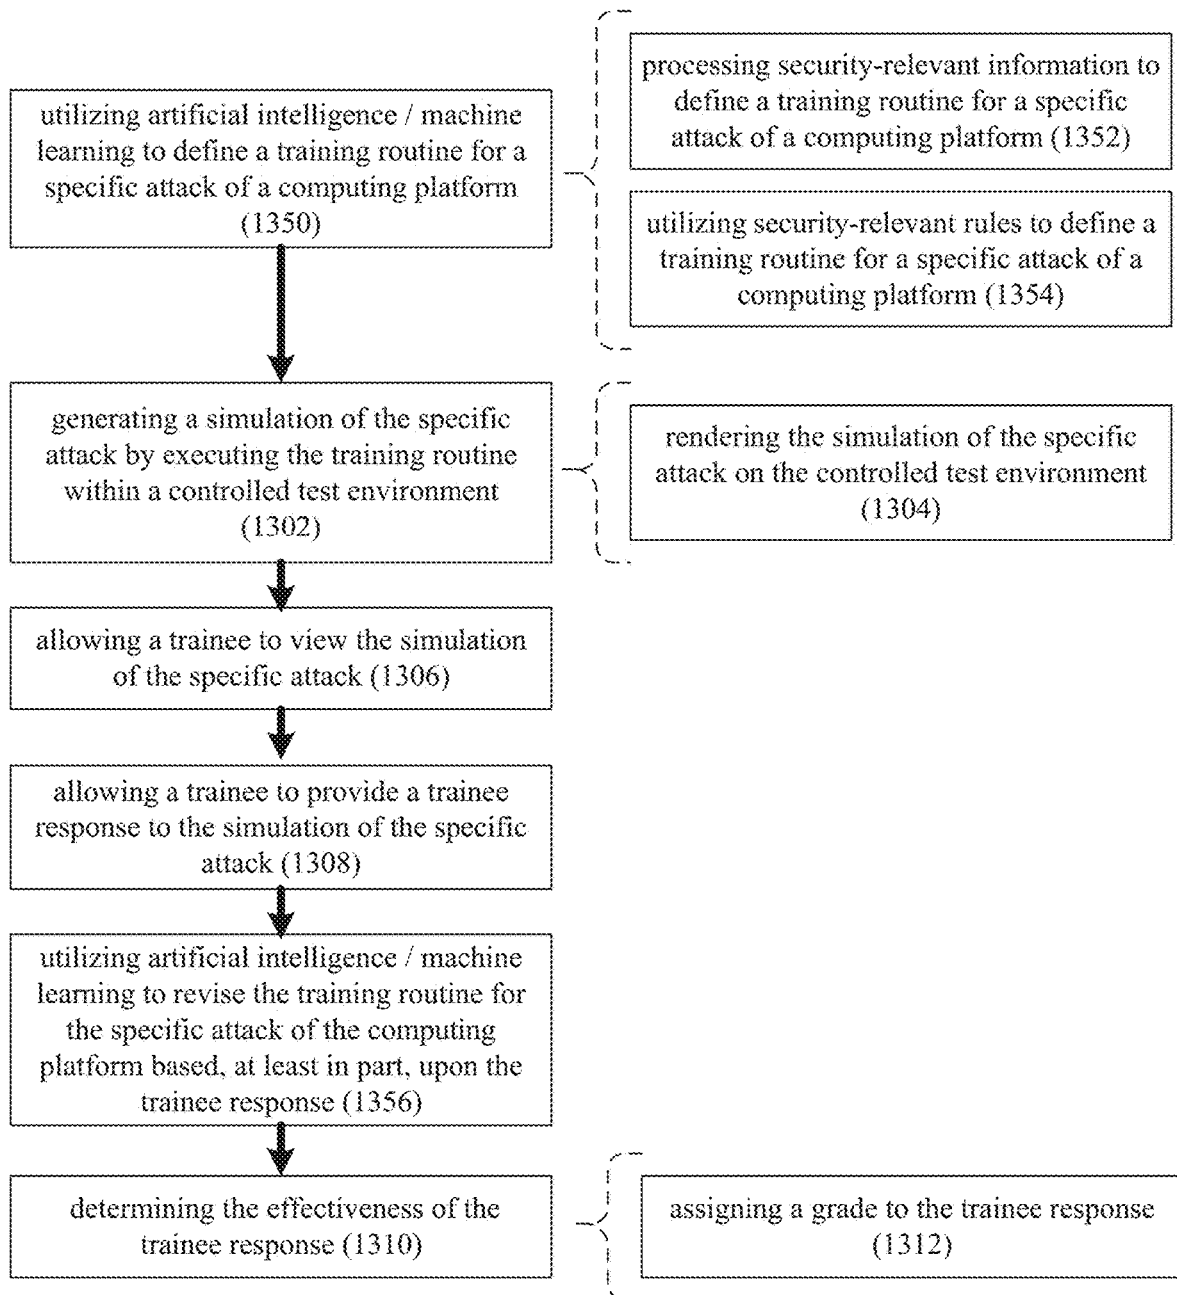 utilizing artificial intelligence / machine
learning to define a training routine for a
specific attack of a computing platform
(1350)
processing security-relevant information to
define a training routine for a specific
attack of a computing platform (1352)
utilizing security-relevant rules to define a
training routine for a specific attack of a
computing platform (1354)
generating a simulation of the specific
attack by executing the training routine
within a controlled test environment
(1302)
rendering the simulation of the specific
attack on the controlled test environment
(1304)
allowing a trainee to view the simulation
of the specific attack (1306)
allowing a trainee to provide a trainee
response to the simulation of the specific
attack (1308)
utilizing artificial intelligence / machine
learning to revise the training routine for
the specific attack of the computing
platform based, at least in part, upon the
trainee response (1356)
determining the effectiveness of the
trainee response (1310)
assigning a grade to the trainee response
(1312)